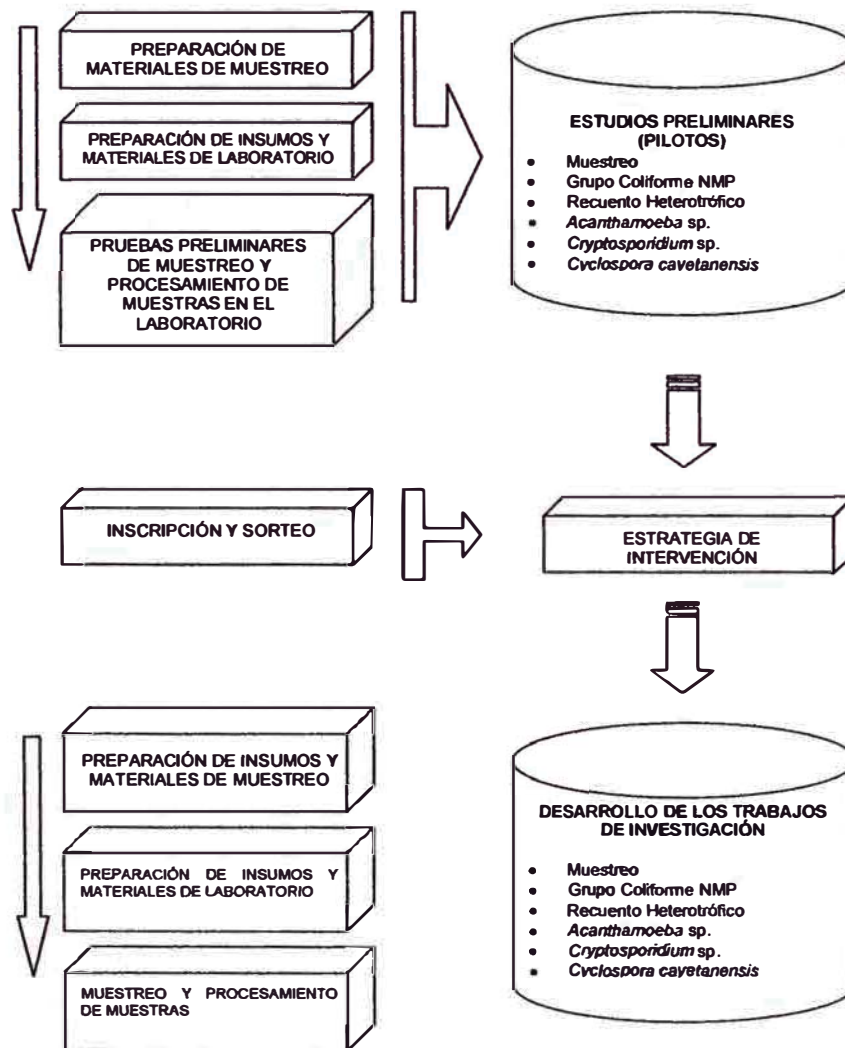 PREPARACIÓN DE
MATERIALES DE MUESTREO
PREPARACIÓN DE INSUMOS Y
MATERIALES DE LABORATORIO
PRUEBAS PRELIMINARES
DE MUESTREO Y
PROCESAMIENTO DE
MUESTRAS EN EL
LABORATORIO
ESTUDIOS PRELIMINARES
(PILOTOS)
• Muestreo
• Grupo Coliforme NMP
• Recuento Heterotrófico
• Acanthamoeba sp.
• Cryptosporidium sp.
• Cyclospora cayetanensis
INSCRIPCIÓN Y SORTEO
ESTRATEGIA DE
INTERVENCIÓN
PREPARACIÓN DE INSUMOS Y
MATERIALES DE MUESTREO
PREPARACIÓN DE INSUMOS Y
MATERIALES DE LABORATORIO
MUESTREO Y PROCESAMIENTO
DE MUESTRAS
DESARROLLO DE LOS TRABAJOS
DE INVESTIGACIÓN
• Muestreo
• Grupo Coliforme NMP
• Recuento Heterotrófico
• Acanthamoeba sp.
• Cryptosporidium sp.
• Cyclospora cayetanensis